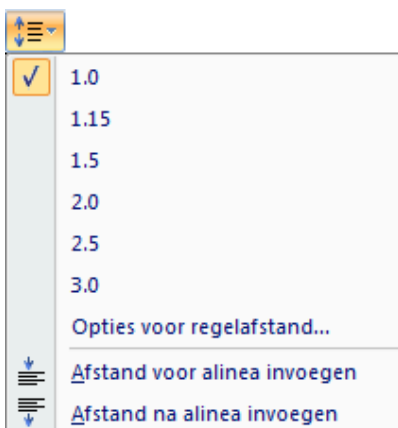 1.0
1.15
1.5
2.0
2.5
3.0
Opties voor regelafstand...
Afstand voor alinea invoegen
Afstand na alinea invoegen